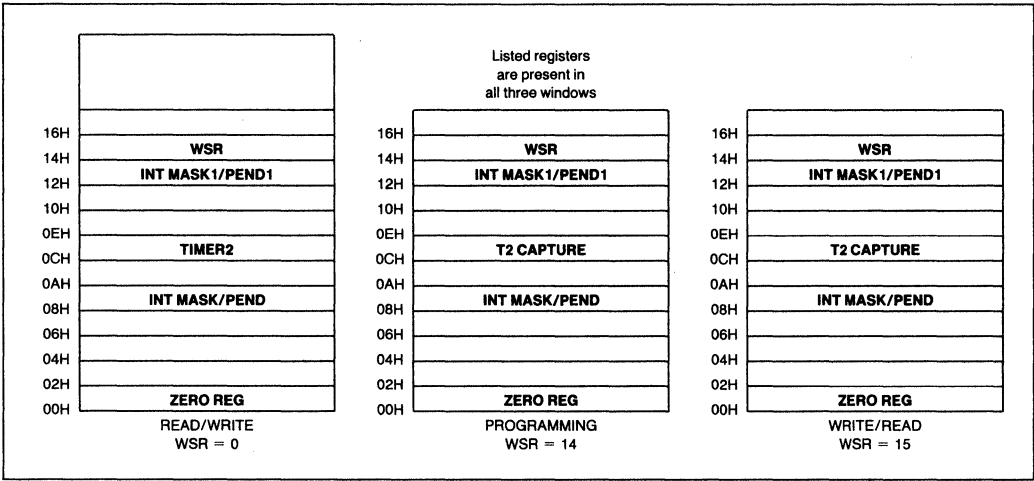 Listed registers
are present in
all three windows
16H
14H
12H
10H
0EH
0CH
0AH
08H
06H
04H
02H
00H
WSR
INT MASK1/PEND1
TIMER2
INT MASK/PEND
ZERO REG
READ/WRITE
WSR = 0
16H
14H
12H
10H
0EH
0CH
0AH
08H
06H
04H
02H
00H
WSR
INT MASK1/PEND1
T2 CAPTURE
INT MASK/PEND
ZERO REG
PROGRAMMING
WSR = 14
16H
14H
12H
10H
0EH
0CH
0AH
08H
06H
04H
02H
00H
WSR
INT MASK1/PEND1
T2 CAPTURE
INT MASK/PEND
ZERO REG
WRITE/READ
WSR = 15